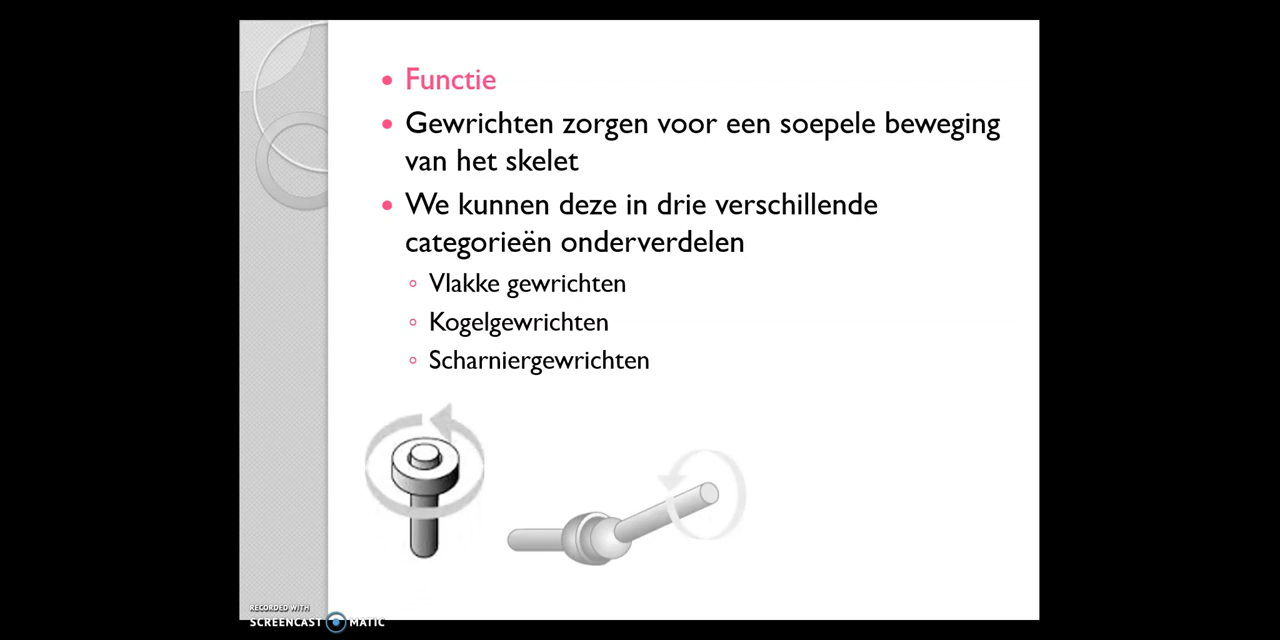 Functie
Gewrichten zorgen voor een soepele beweging
van het skelet
We kunnen deze in drie verschillende
categorieën onderverdelen
Vlakke gewrichten
Kogelgewrichten
Scharniergewrichten
RECORDED WITH
SCREENCAST MATIC